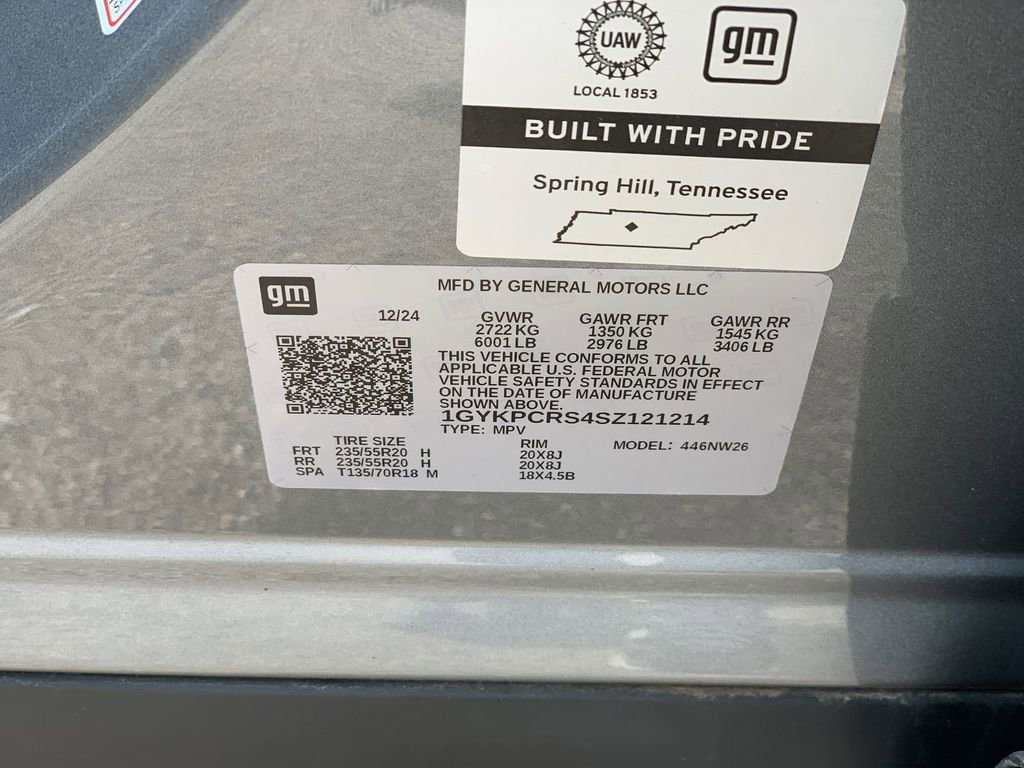 UAW
gm
LOCAL 1853
BUILT WITH PRIDE
Spring Hill, Tennessee
gm
MFD BY GENERAL MOTORS LLC
12/24 GVWR GAWR FRT GAWR RR
2722 KG 1350 KG 1545 KG
6001 LB 2976 LB 3406 LB
THIS VEHICLE CONFORMS TO ALL
APPLICABLE U.S. FEDERAL MOTOR
VEHICLE SAFETY STANDARDS IN EFFECT
ON THE DATE OF MANUFACTURE
SHOWN ABOVE.
1GYKPCRS4SZ121214
TYPE: MPV
TIRE SIZE RIM MODEL: 446NW26
FRT 235/55R20 H 20X8J
RR 235/55R20 H 20X8J
SPA T135/70R18 M 18X4.5B